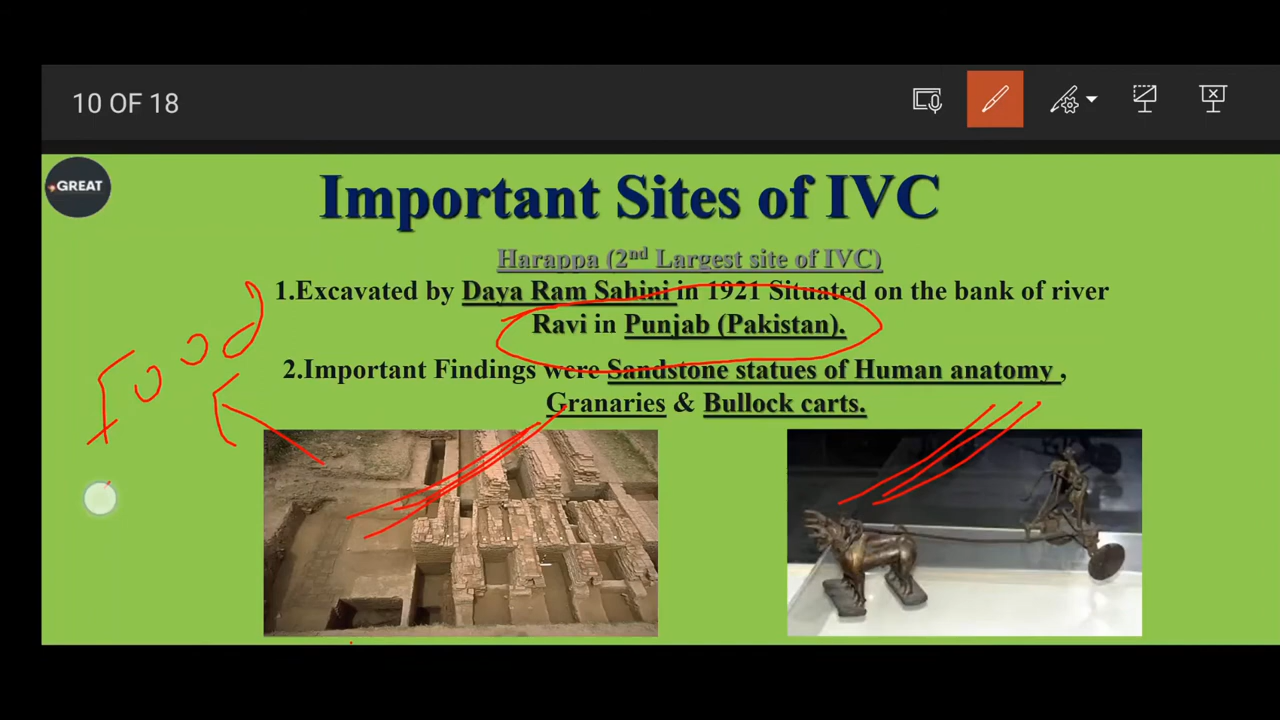 10 OF 18
GREAT
Important Sites of IVC
Harappa (2nd Largest site of IVC)
1.Excavated by Daya Ram Sahini in 1921 Situated on the bank of river
Ravi in Punjab (Pakistan).
2.Important Findings were Sandstone statues of Human anatomy ,
Granaries & Bullock carts.
Food